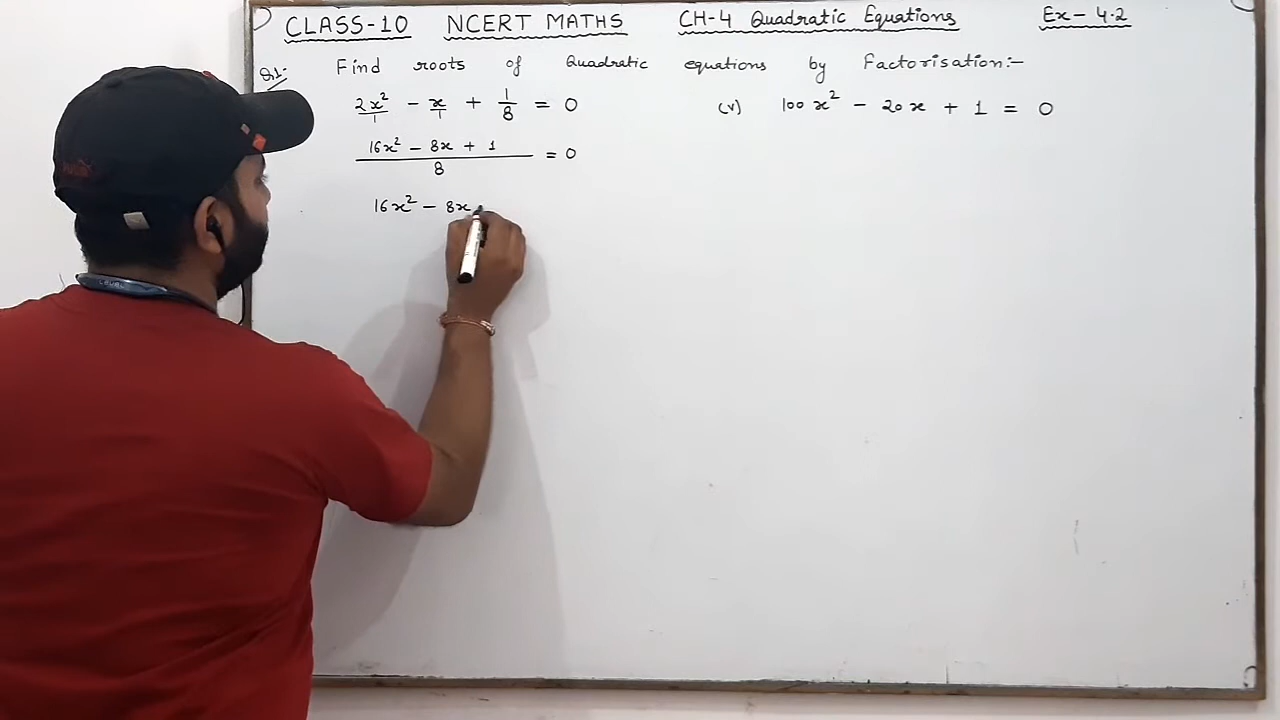 CLASS-10 NCERT MATHS CH-4 Quadratic Equations Ex-4.2
Q.1:- Find roots of Quadratic equations by Factorisation:-
2x²/1 - x/1 + 1/8 = 0
(16x² - 8x + 1)/8 = 0
16x² - 8x
(v) 100x² - 20x + 1 = 0